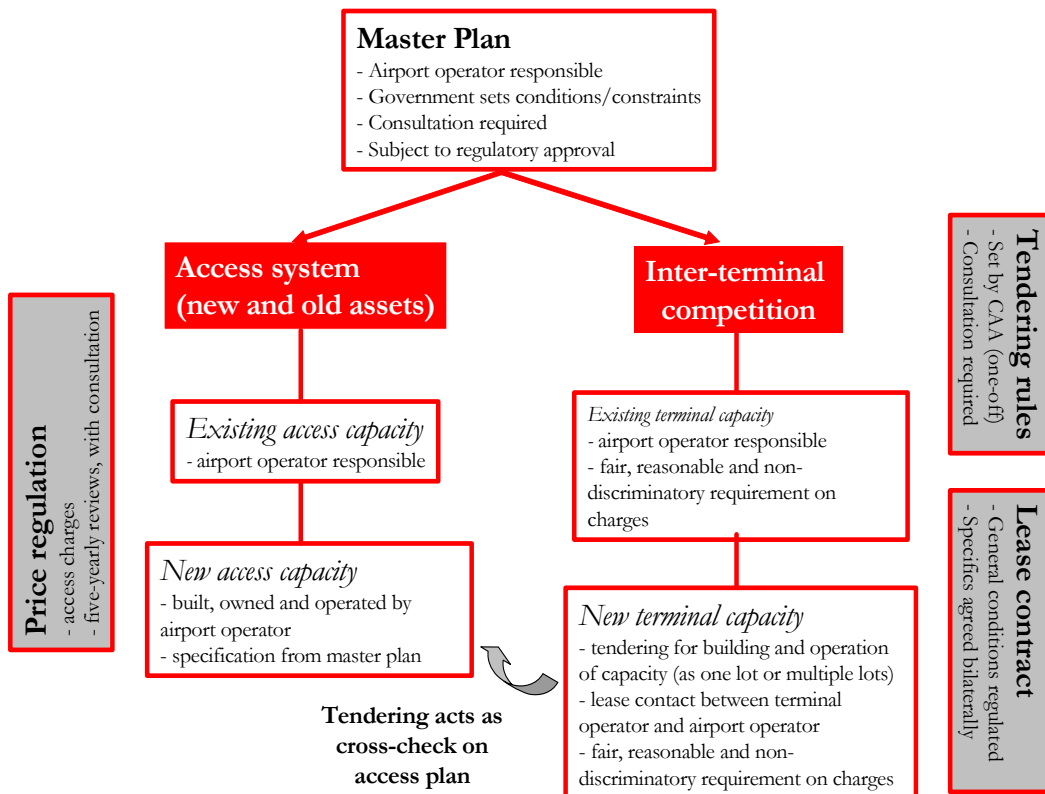 Master Plan
- Airport operator responsible
- Government sets conditions/constraints
- Consultation required
- Subject to regulatory approval
Access system
(new and old assets)
Inter-terminal
competition
Price regulation
- access charges
- five-yearly reviews, with consultation
Existing access capacity
- airport operator responsible
New access capacity
- built, owned and operated by
airport operator
- specification from master plan
Existing terminal capacity
- airport operator responsible
- fair, reasonable and non-
discriminatory requirement on
charges
New terminal capacity
- tendering for building and operation
of capacity (as one lot or multiple lots)
- lease contact between terminal
operator and airport operator
- fair, reasonable and non-
discriminatory requirement on charges
Tendering acts as
cross-check on
access plan
Tendering rules
- Set by CAA (one-off)
- Consultation required
Lease contract
- General conditions regulated
- Specifics agreed bilaterally